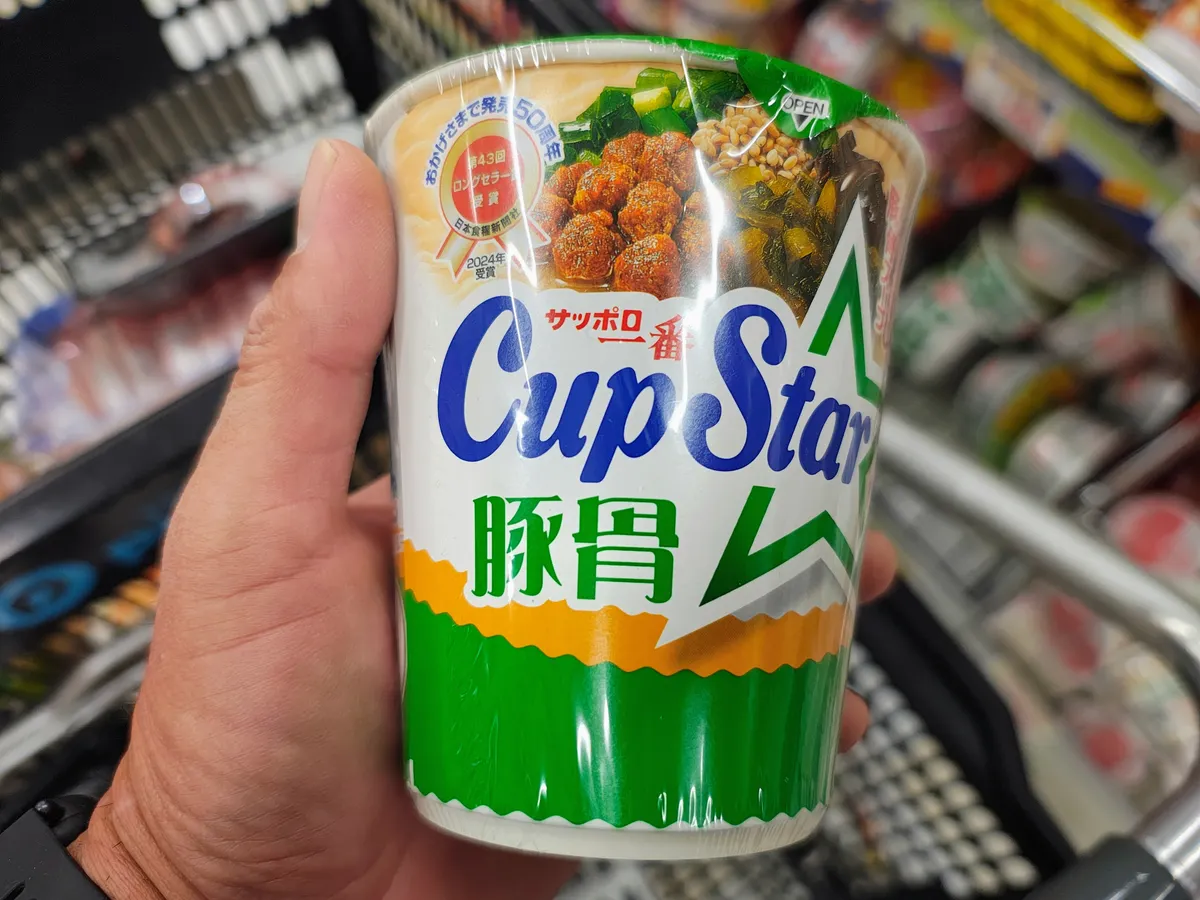 おかげさまで発売50周年
第43回
ロングセラー賞
受賞
日本食糧新聞社
2024年
受賞
OPEN
サッポロ
一番
Cup Star
豚骨